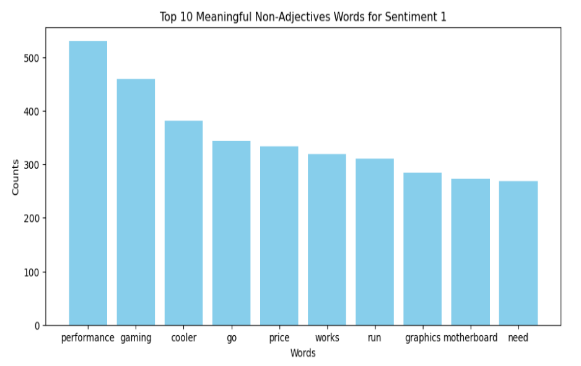 Top 10 Meaningful Non-Adjectives Words for Sentiment 1
Counts
500
400
300
200
100
0
performance gaming cooler go price works run graphics motherboard need
Words